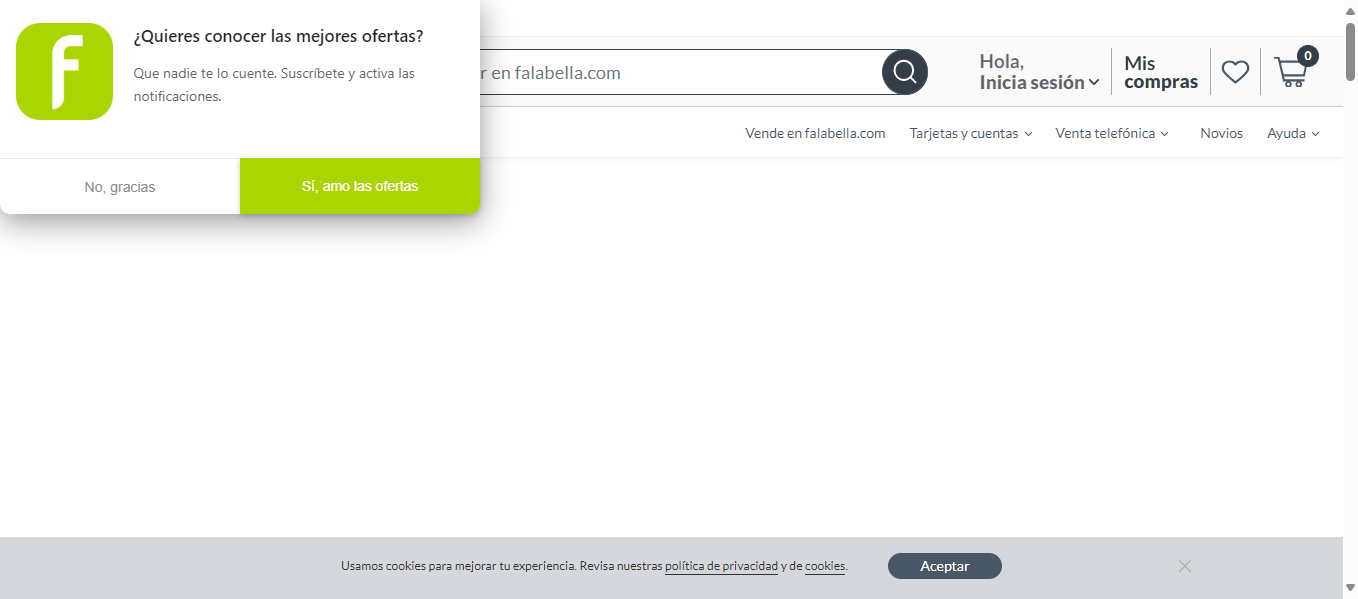 ¿Quieres conocer las mejores ofertas?
Que nadie te lo cuente. Suscríbete y activa las
notificaciones.
No, gracias
Sí, amo las ofertas
en falabella.com
Hola,
Inicia sesión
Mis
compras
0
Vende en falabella.com
Tarjetas y cuentas
Venta telefónica
Novios
Ayuda
Usamos cookies para mejorar tu experiencia. Revisa nuestras política de privacidad y de cookies.
Aceptar